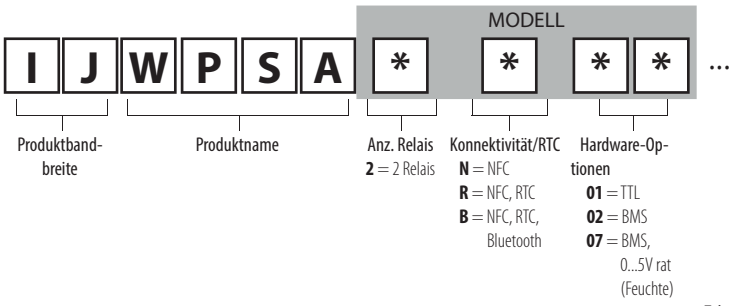 MODELL
I J W P S A * * * * ...
Produktband-
breite
Produktname
Anz. Relais
2 = 2 Relais
Konnektivität/RTC
N = NFC
R = NFC, RTC
B = NFC, RTC,
Bluetooth
Hardware-Op-
tionen
01 = TTL
02 = BMS
07 = BMS,
0...5V rat
(Feuchte)